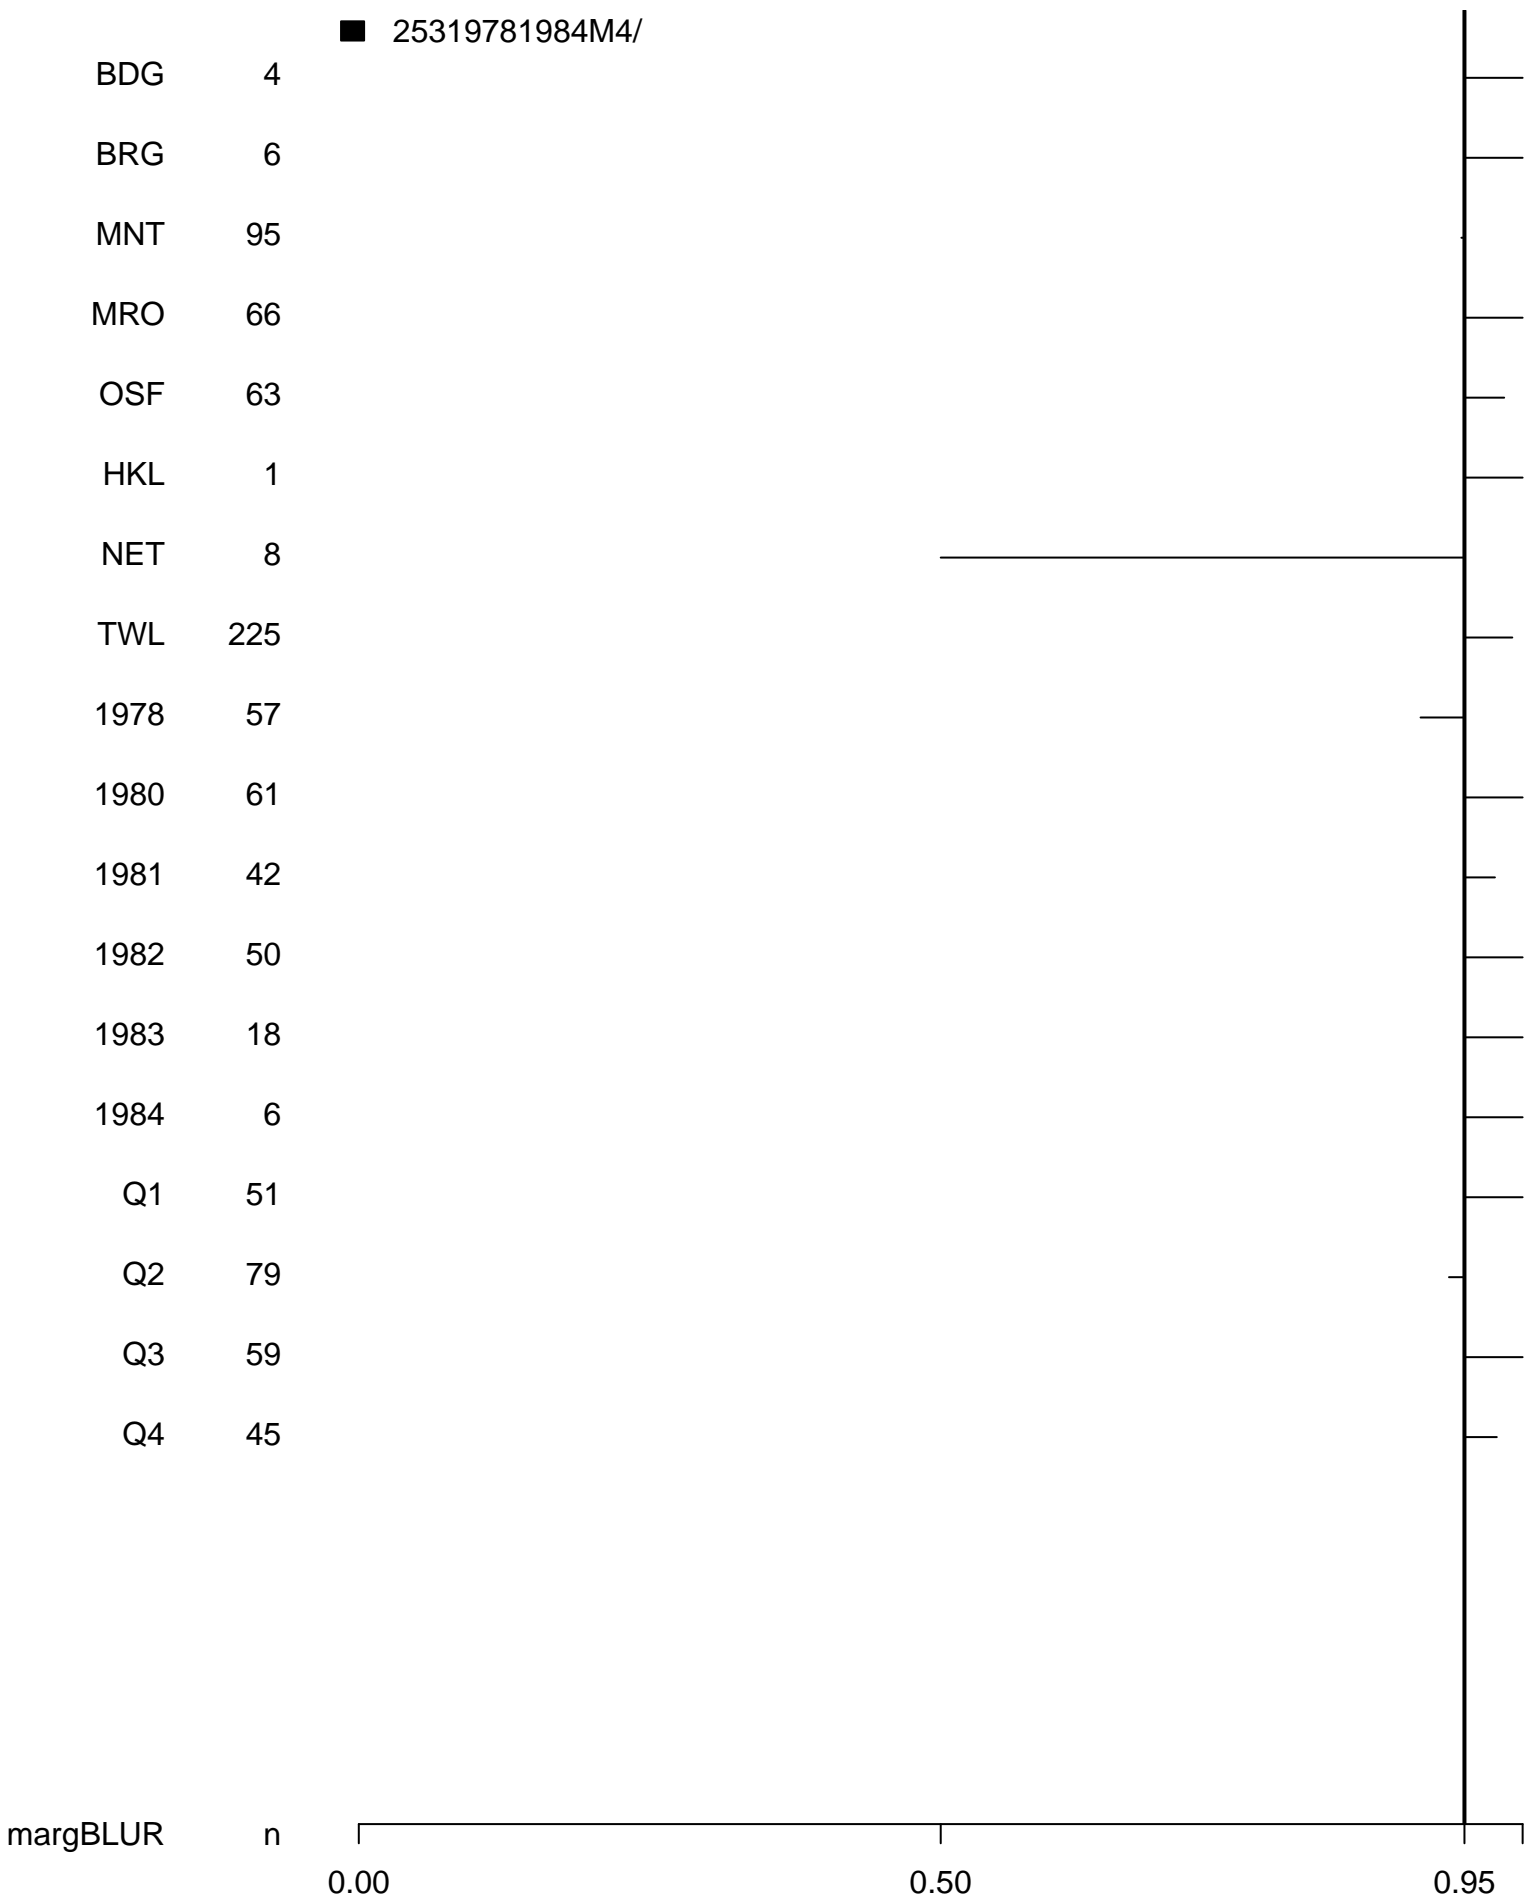 25319781984M4/
BDG 4
BRG 6
MNT 95
MRO 66
OSF 63
HKL 1
NET 8
TWL 225
1978 57
1980 61
1981 42
1982 50
1983 18
1984 6
Q1 51
Q2 79
Q3 59
Q4 45
margBLUR n
0.00 0.50 0.95